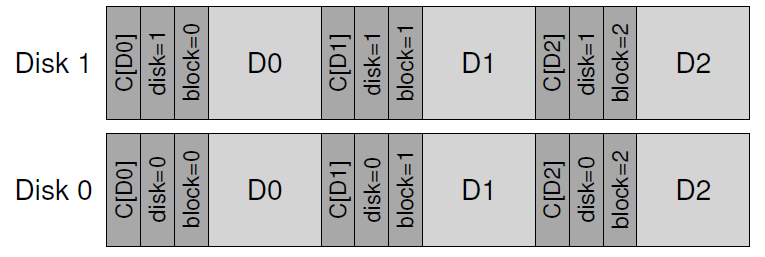 Disk 1 C[D0] disk=1 block=0 D0 C[D1] disk=1 block=1 D1 C[D2] disk=1 block=2 D2
Disk 0 C[D0] disk=0 block=0 D0 C[D1] disk=0 block=1 D1 C[D2] disk=0 block=2 D2